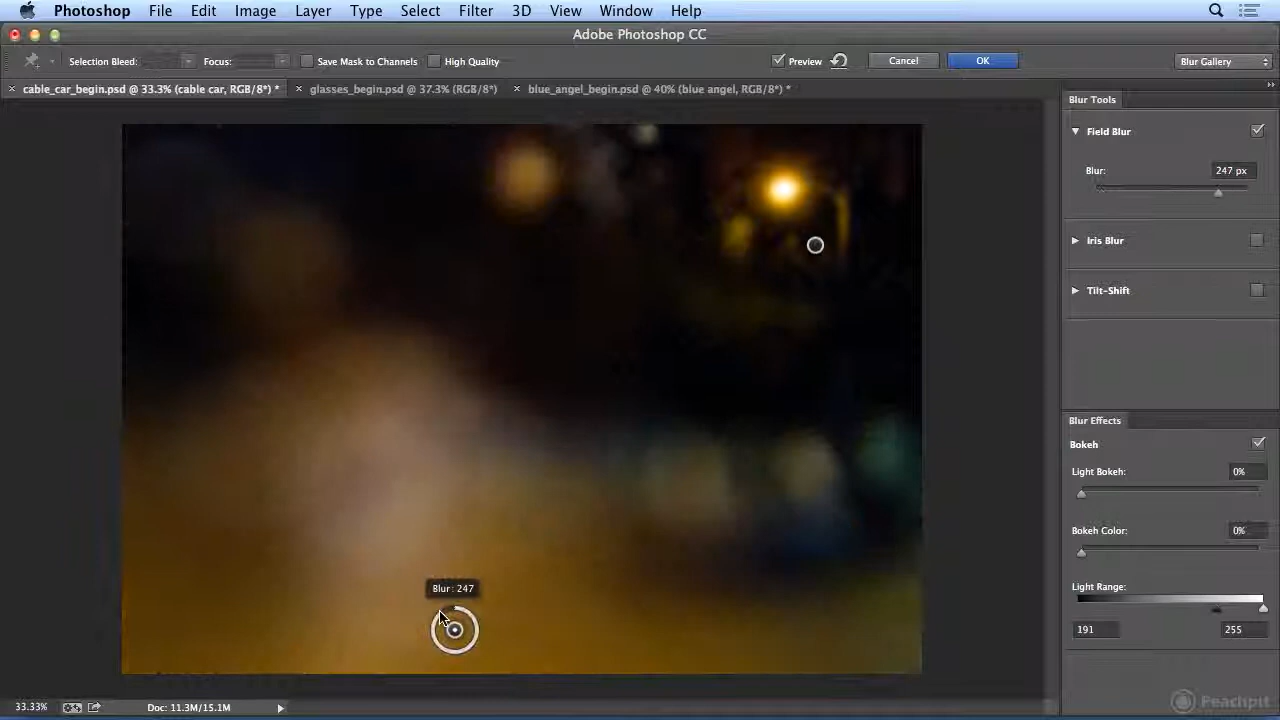 Photoshop File Edit Image Layer Type Select Filter 3D View Window Help
Adobe Photoshop CC
Selection Bleed: Focus: Save Mask to Channels High Quality Preview Cancel OK Blur Gallery
× cable_car_begin.psd @ 33.3% (cable car, RGB/8*) * × glasses_begin.psd @ 37.3% (RGB/8*) × blue_angel_begin.psd @ 40% (blue angel, RGB/8*) *
Blur Tools
Field Blur
Blur: 247 px
Iris Blur
Tilt-Shift
Blur Effects
Bokeh
Light Bokeh: 0%
Bokeh Color: 0%
Light Range:
191 255
Blur: 247
33.33% Doc: 11.3M/15.1M
Peachpit